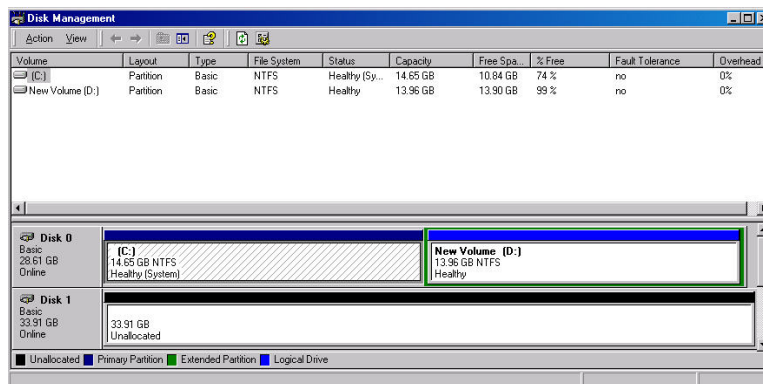 Disk Management
Action View
Volume Layout Type File System Status Capacity Free Spa... % Free Fault Tolerance Overhead
(C:) Partition Basic NTFS Healthy (Sy... 14.65 GB 10.84 GB 74 % no 0%
New Volume (D:) Partition Basic NTFS Healthy 13.96 GB 13.90 GB 99 % no 0%
Disk 0
Basic
28.61 GB
Online
(C:)
14.65 GB NTFS
Healthy (System)
New Volume (D:)
13.96 GB NTFS
Healthy
Disk 1
Basic
33.91 GB
Online
33.91 GB
Unallocated
Unallocated Primary Partition Extended Partition Logical Drive